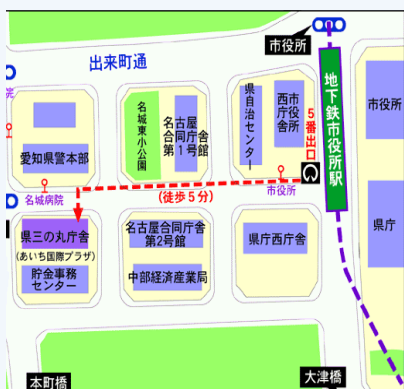 市役所
出来町通
地下鉄市役所駅
市役所
県庁
名城東小公園
名古屋
合同庁舎
第1号館
県自治センター
西市
庁役
舎所
5番出口
愛知県警本部
名城病院
(徒歩5分)
市役所
県三の丸庁舎
(あいち国際プラザ)
貯金事務
センター
名古屋合同庁舎
第2号館
中部経済産業局
県庁西庁舎
本町橋
大津橋